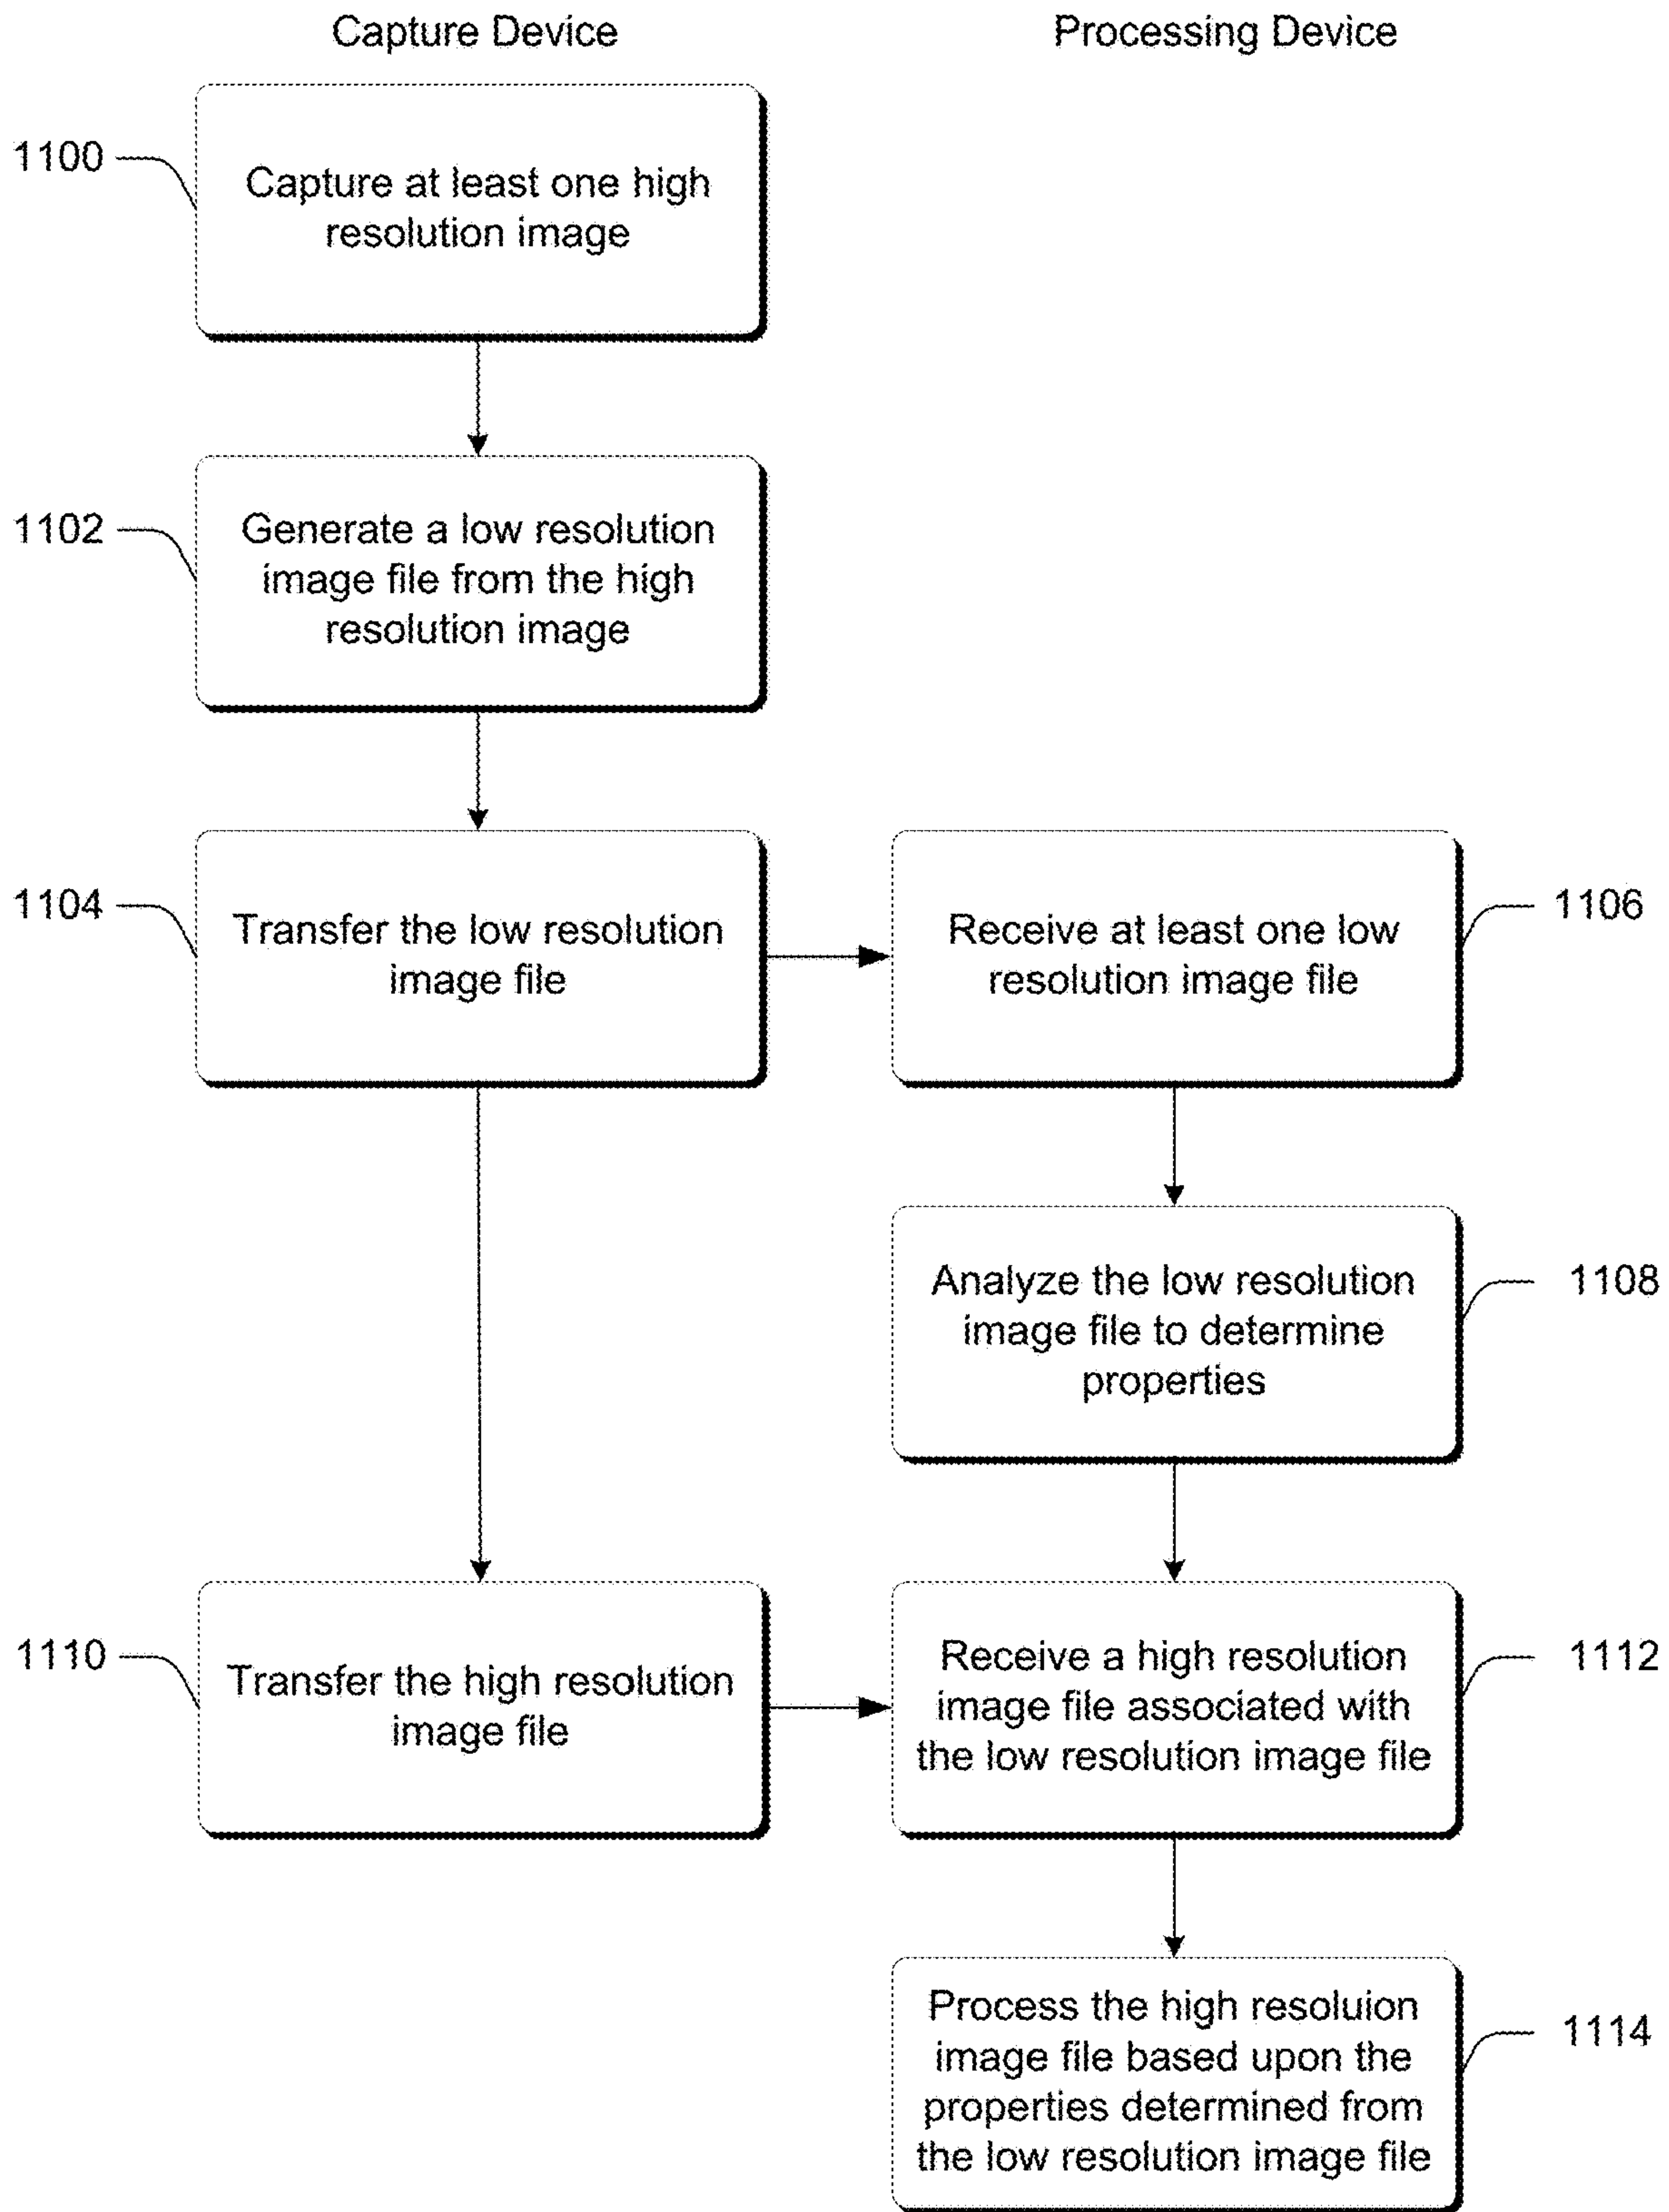 Capture Device
Processing Device
1100
Capture at least one high
resolution image
1102
Generate a low resolution
image file from the high
resolution image
1104
Transfer the low resolution
image file
Receive at least one low
resolution image file
1106
Analyze the low resolution
image file to determine
properties
1108
1110
Transfer the high resolution
image file
Receive a high resolution
image file associated with
the low resolution image file
1112
Process the high resoluion
image file based upon the
properties determined from
the low resolution image file
1114